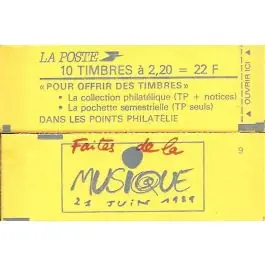 LA POSTE
10 TIMBRES à 2,20 = 22 F
«POUR OFFRIR DES TIMBRES»
• La collection philatélique (TP + notices)
• La pochette semestrielle (TP seuls)
DANS LES POINTS PHILATÉLIE
OUVRIR ICI
Faites de la
MUSIQUE
21 JUIN 1989
9